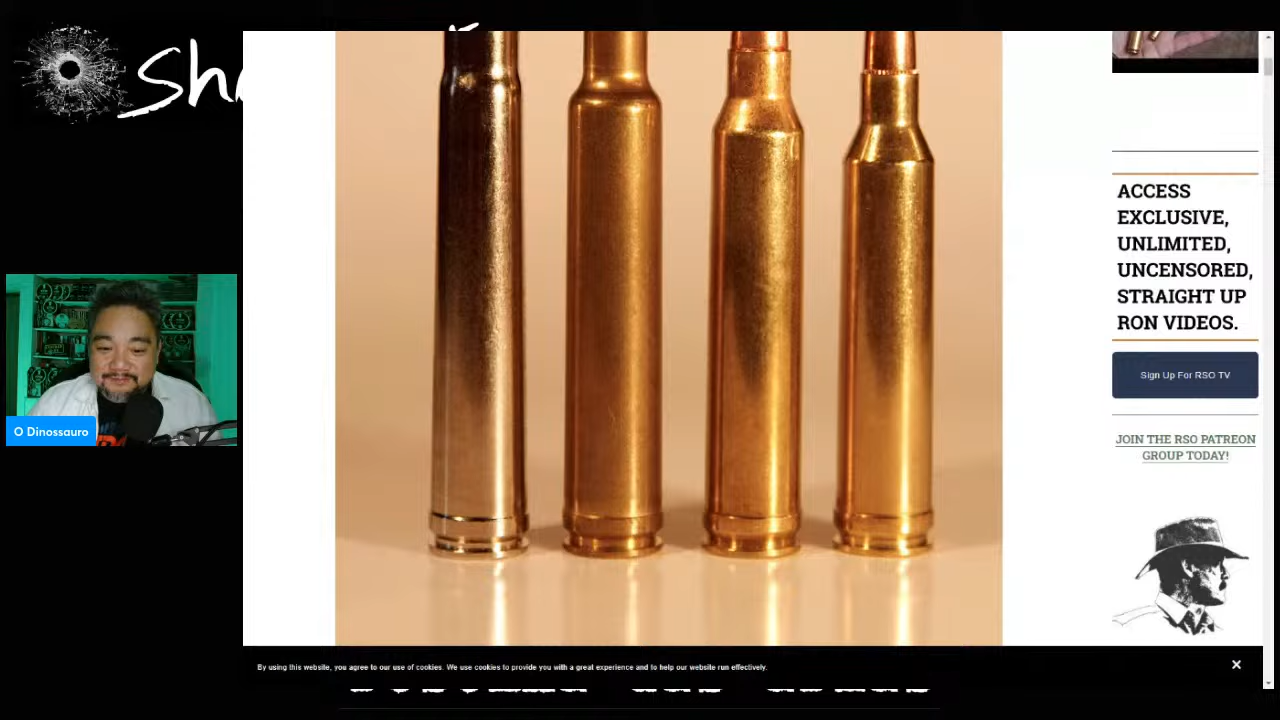 Sh
ACCESS
EXCLUSIVE,
UNLIMITED,
UNCENSORED,
STRAIGHT UP
RON VIDEOS.
Sign Up For RSO TV
JOIN THE RSO PATREON
GROUP TODAY!
O Dinossauro
By using this website, you agree to our use of cookies. We use cookies to provide you with a great experience and to help our website run effectively.